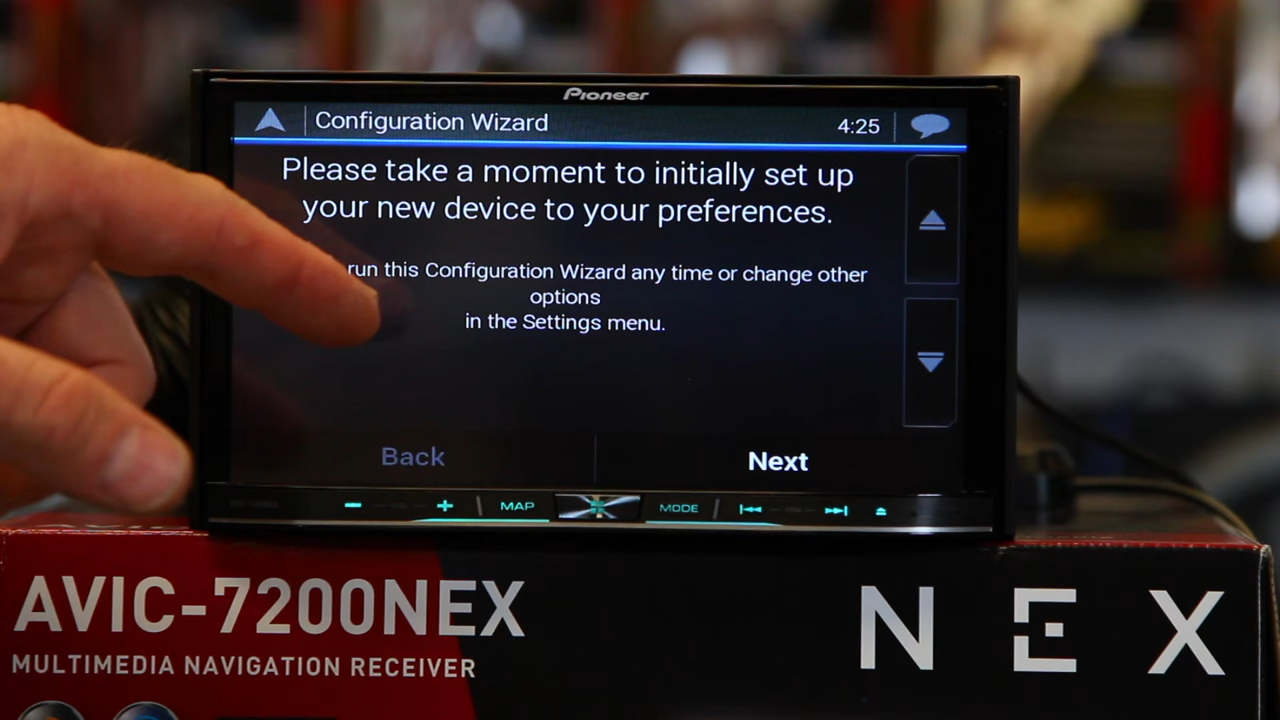 Pioneer
Configuration Wizard 4:25
Please take a moment to initially set up
your new device to your preferences.
run this Configuration Wizard any time or change other
options
in the Settings menu.
Back Next
MAP MODE
AVIC-7200NEX NEX
MULTIMEDIA NAVIGATION RECEIVER